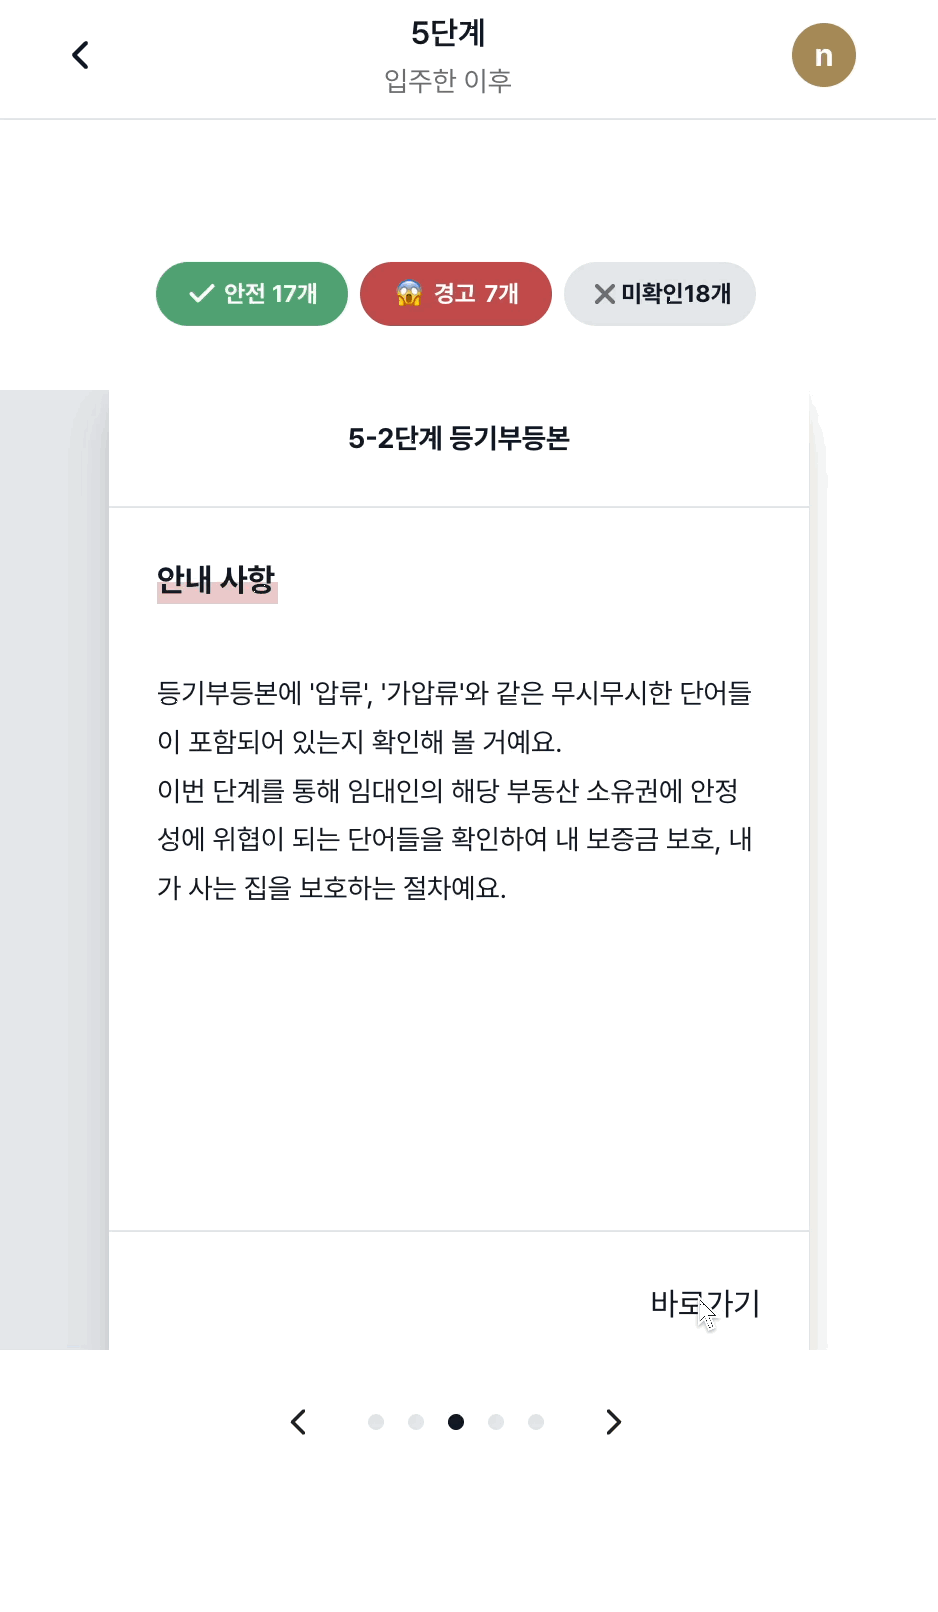 5단계
입주한 이후
n
안전 17개
경고 7개
미확인18개
5-2단계 등기부등본
안내 사항
등기부등본에 '압류', '가압류'와 같은 무시무시한 단어들
이 포함되어 있는지 확인해 볼 거예요.
이번 단계를 통해 임대인의 해당 부동산 소유권에 안정
성에 위협이 되는 단어들을 확인하여 내 보증금 보호, 내
가 사는 집을 보호하는 절차예요.
바로가기